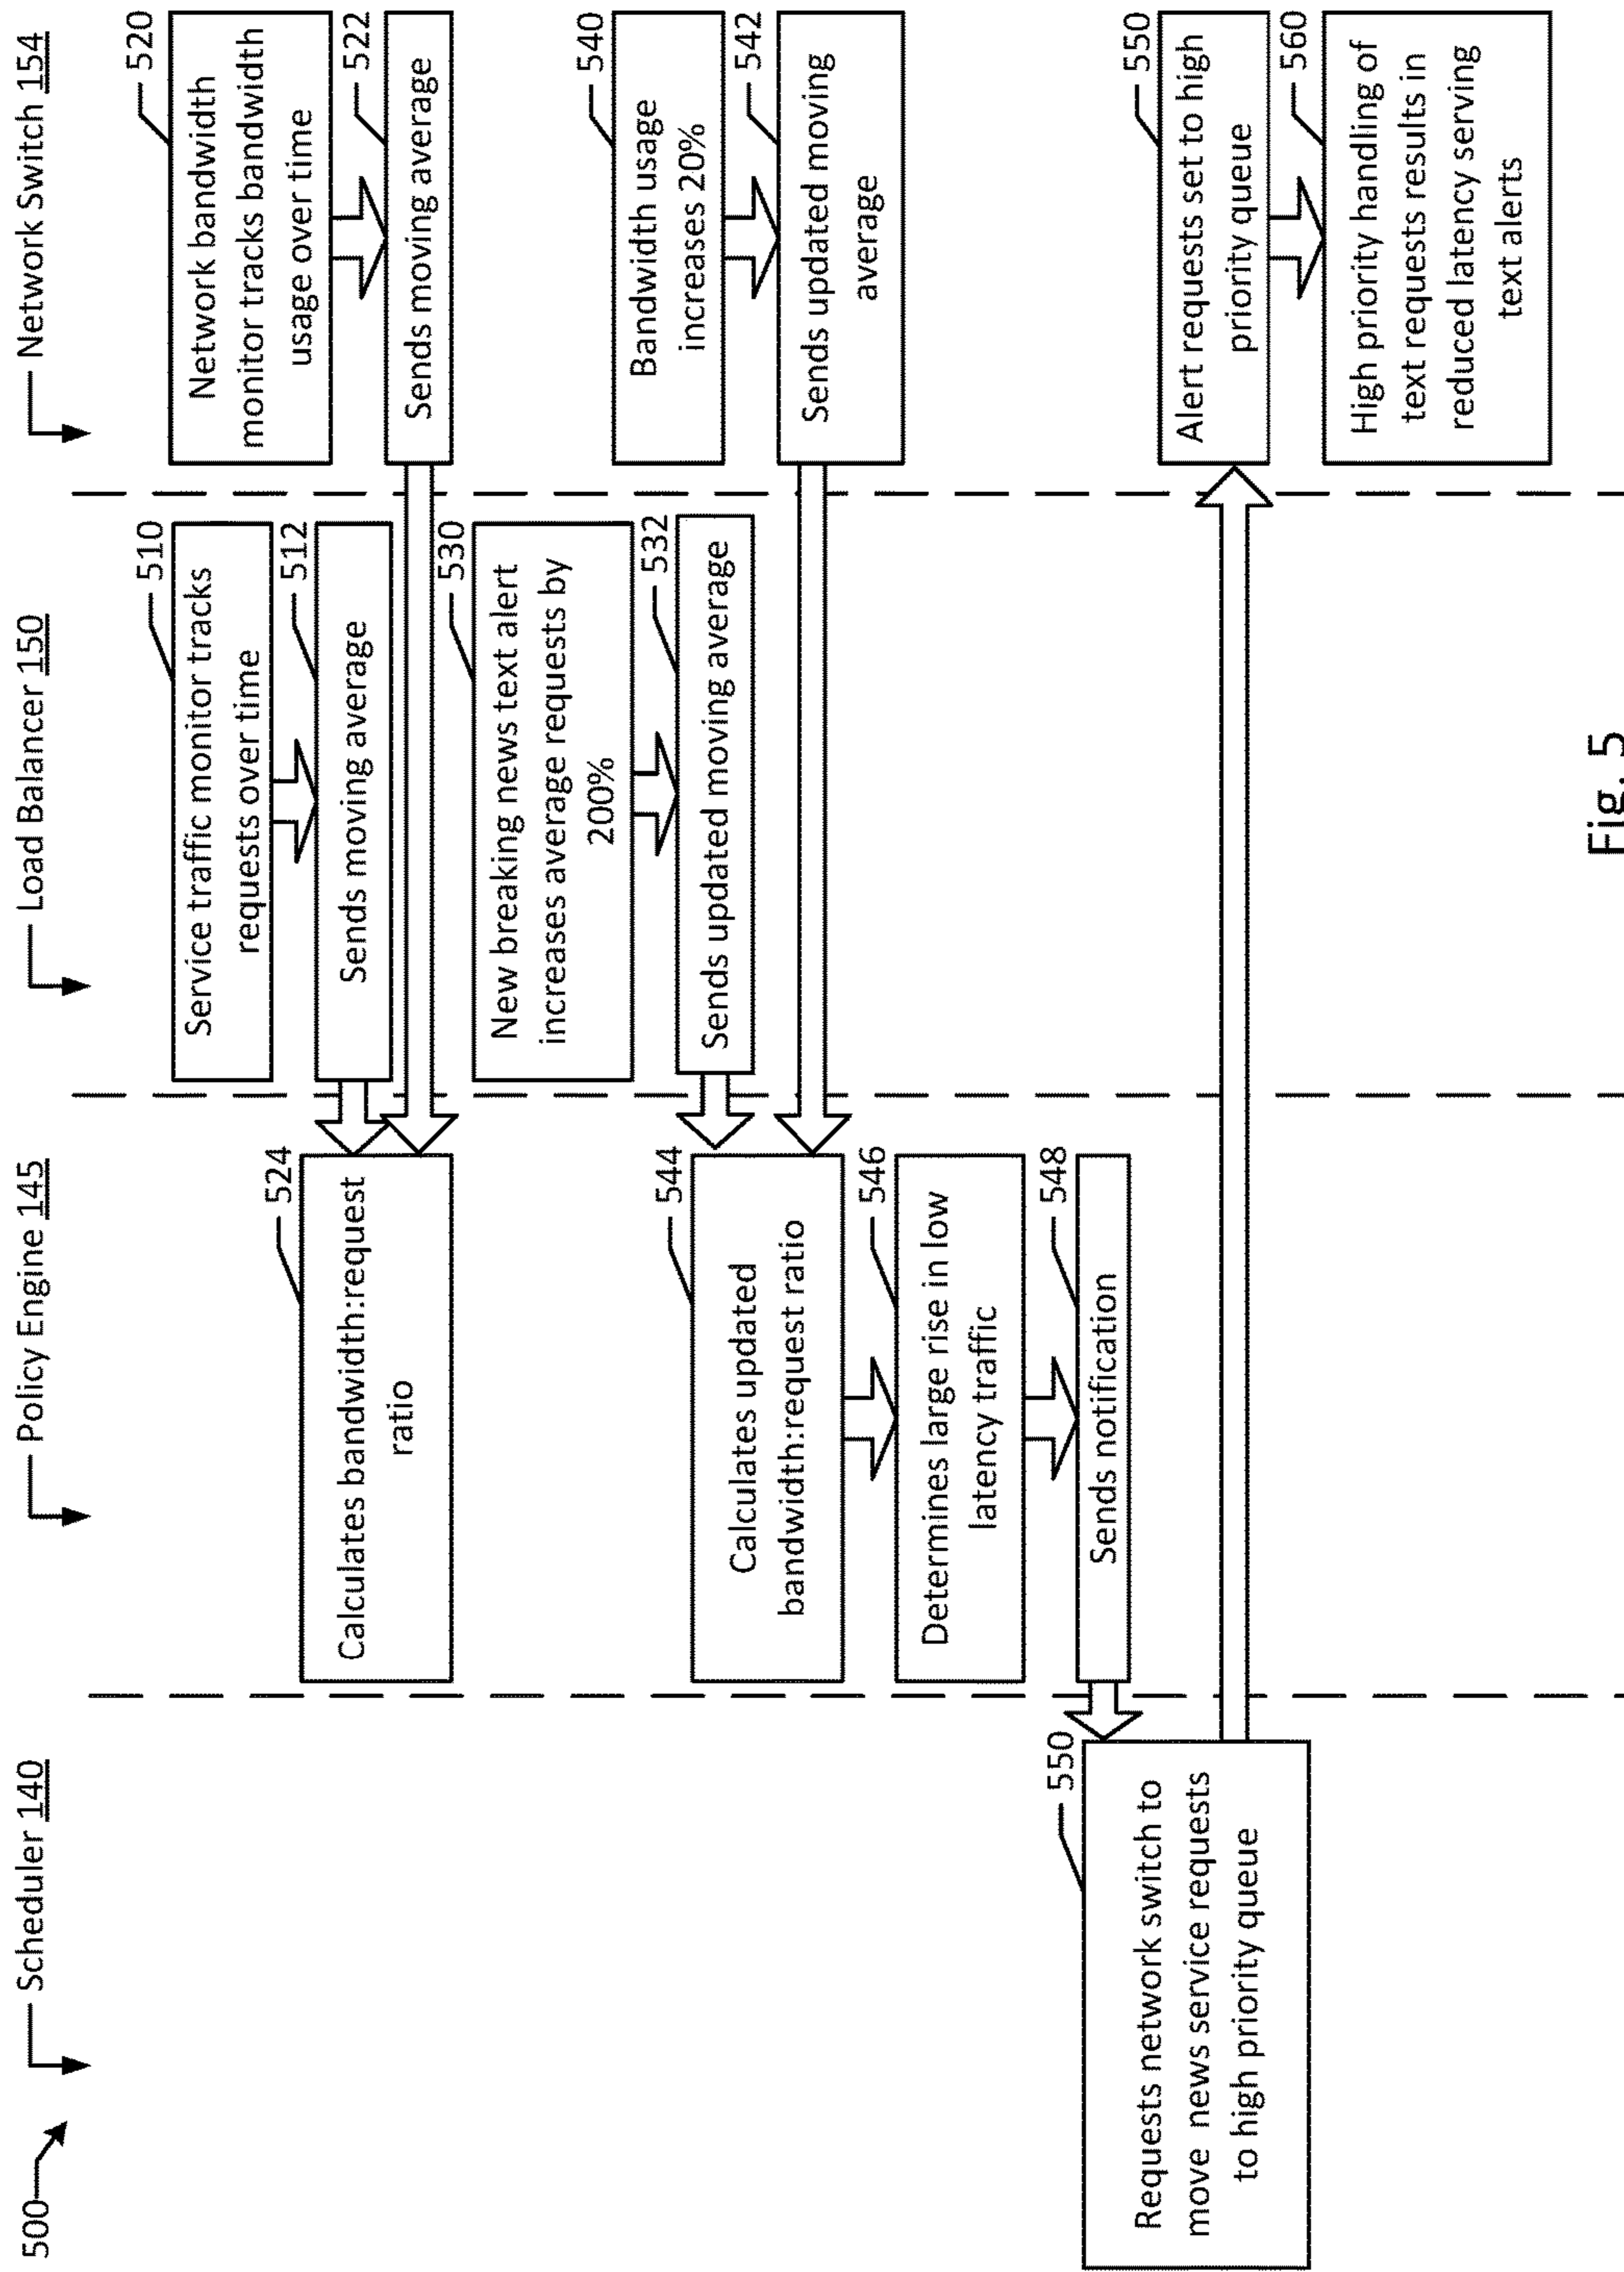 500
Scheduler 140
Policy Engine 145
Load Balancer 150
Network Switch 154
510
Service traffic monitor tracks
requests over time
520
Network bandwidth
monitor tracks bandwidth
usage over time
512
Sends moving average
522
Sends moving average
524
Calculates bandwidth:request
ratio
530
New breaking news text alert
increases average requests by
200%
540
Bandwidth usage
increases 20%
532
Sends updated moving average
542
Sends updated moving
average
544
Calculates updated
bandwidth:request ratio
546
Determines large rise in low
latency traffic
548
Sends notification
550
Requests network switch to
move news service requests
to high priority queue
550
Alert requests set to high
priority queue
560
High priority handling of
text requests results in
reduced latency serving
text alerts
Fig. 5